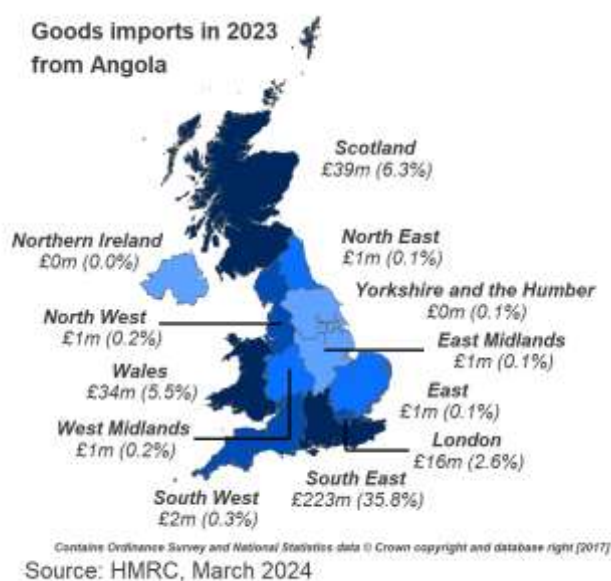 Goods imports in 2023
from Angola
Scotland
£39m (6.3%)
Northern Ireland
£0m (0.0%)
North East
£1m (0.1%)
Yorkshire and the Humber
£0m (0.1%)
North West
£1m (0.2%)
East Midlands
£1m (0.1%)
Wales
£34m (5.5%)
East
£1m (0.1%)
West Midlands
£1m (0.2%)
London
£16m (2.6%)
South East
£223m (35.8%)
South West
£2m (0.3%)
Contains Ordinance Survey and National Statistics data © Crown copyright and database right [2017]
Source: HMRC, March 2024